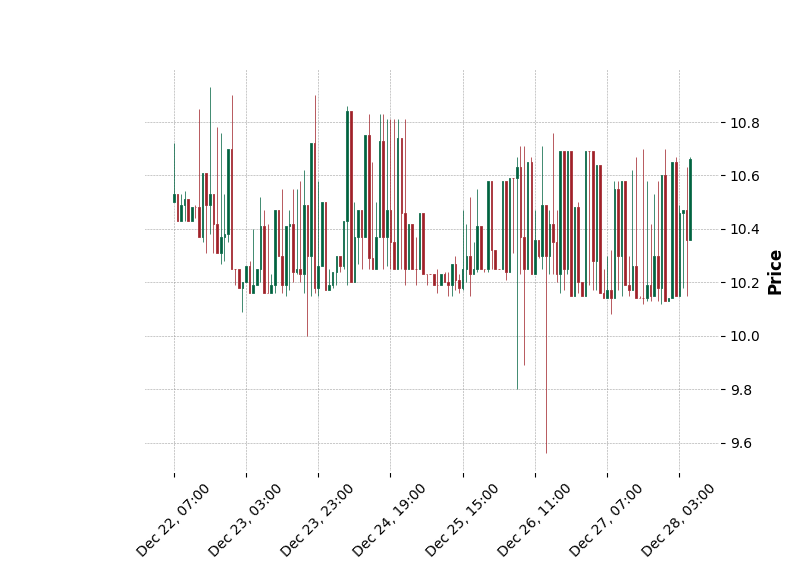 10.8
10.6
10.4
10.2
10.0
9.8
9.6
Price
Dec 22, 07:00
Dec 23, 03:00
Dec 23, 23:00
Dec 24, 19:00
Dec 25, 15:00
Dec 26, 11:00
Dec 27, 07:00
Dec 28, 03:00